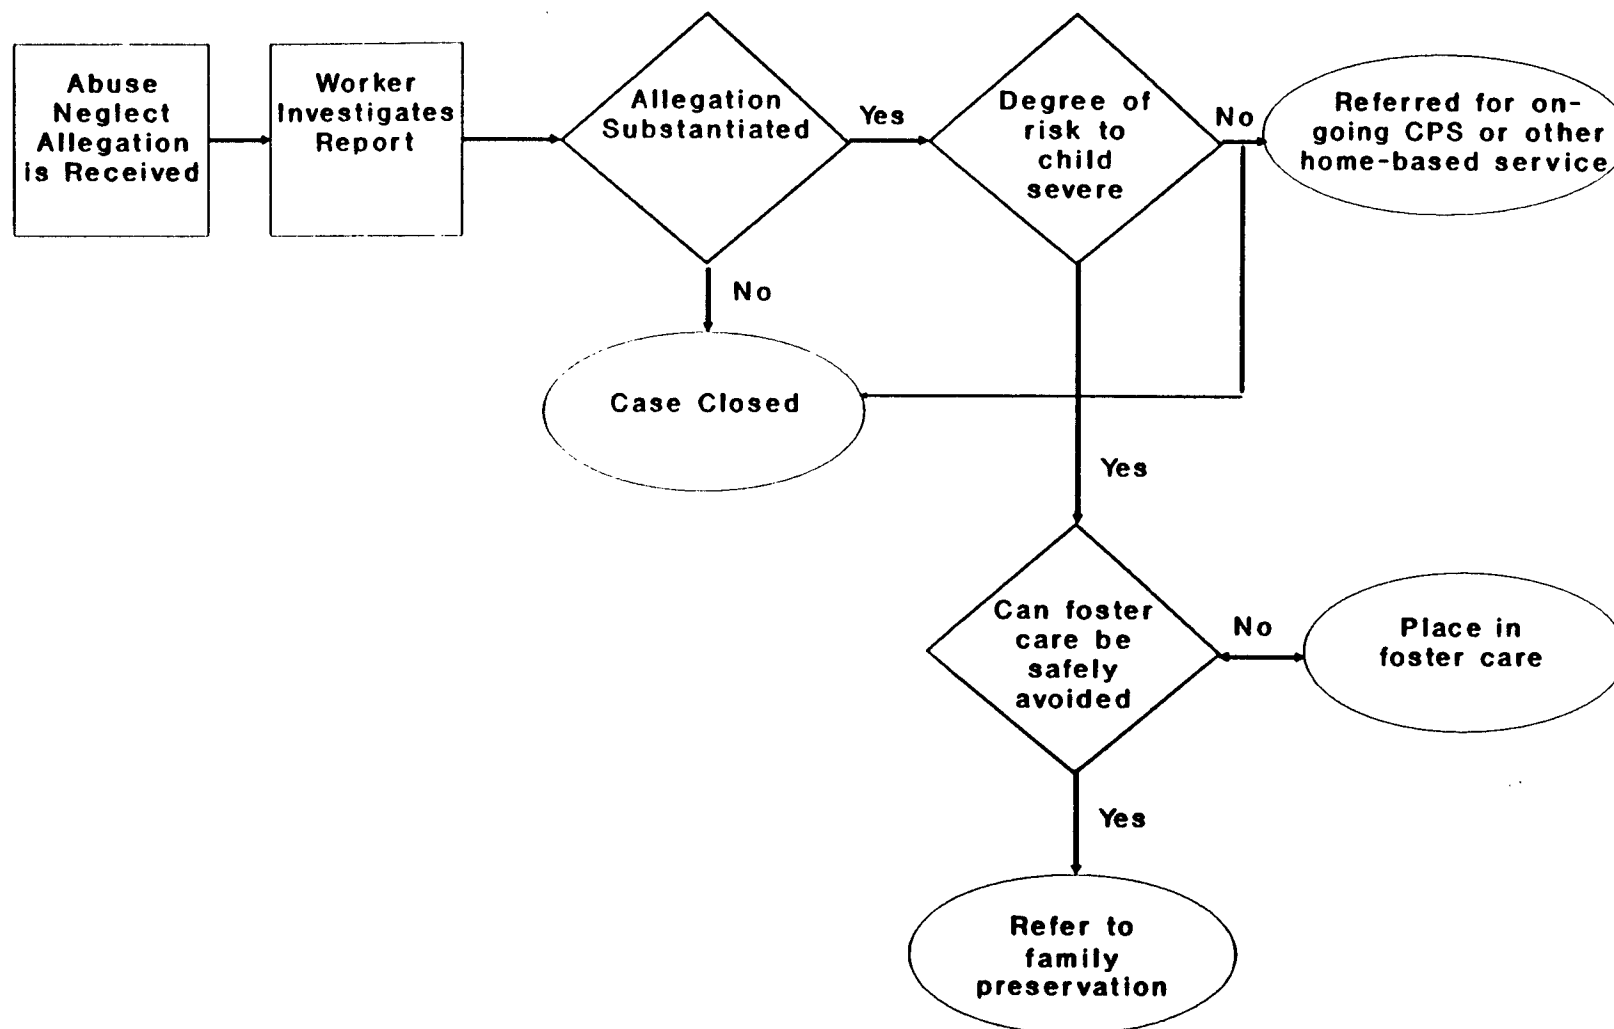 Abuse
Neglect
Allegation
is Received
Worker
Investigates
Report
Allegation
Substantiated
Yes
Degree of
risk to
child
severe
No
Referred for on-
going CPS or other
home-based service
No
Case Closed
Yes
Can foster
care be
safely
avoided
No
Place in
foster care
Yes
Refer to
family
preservation